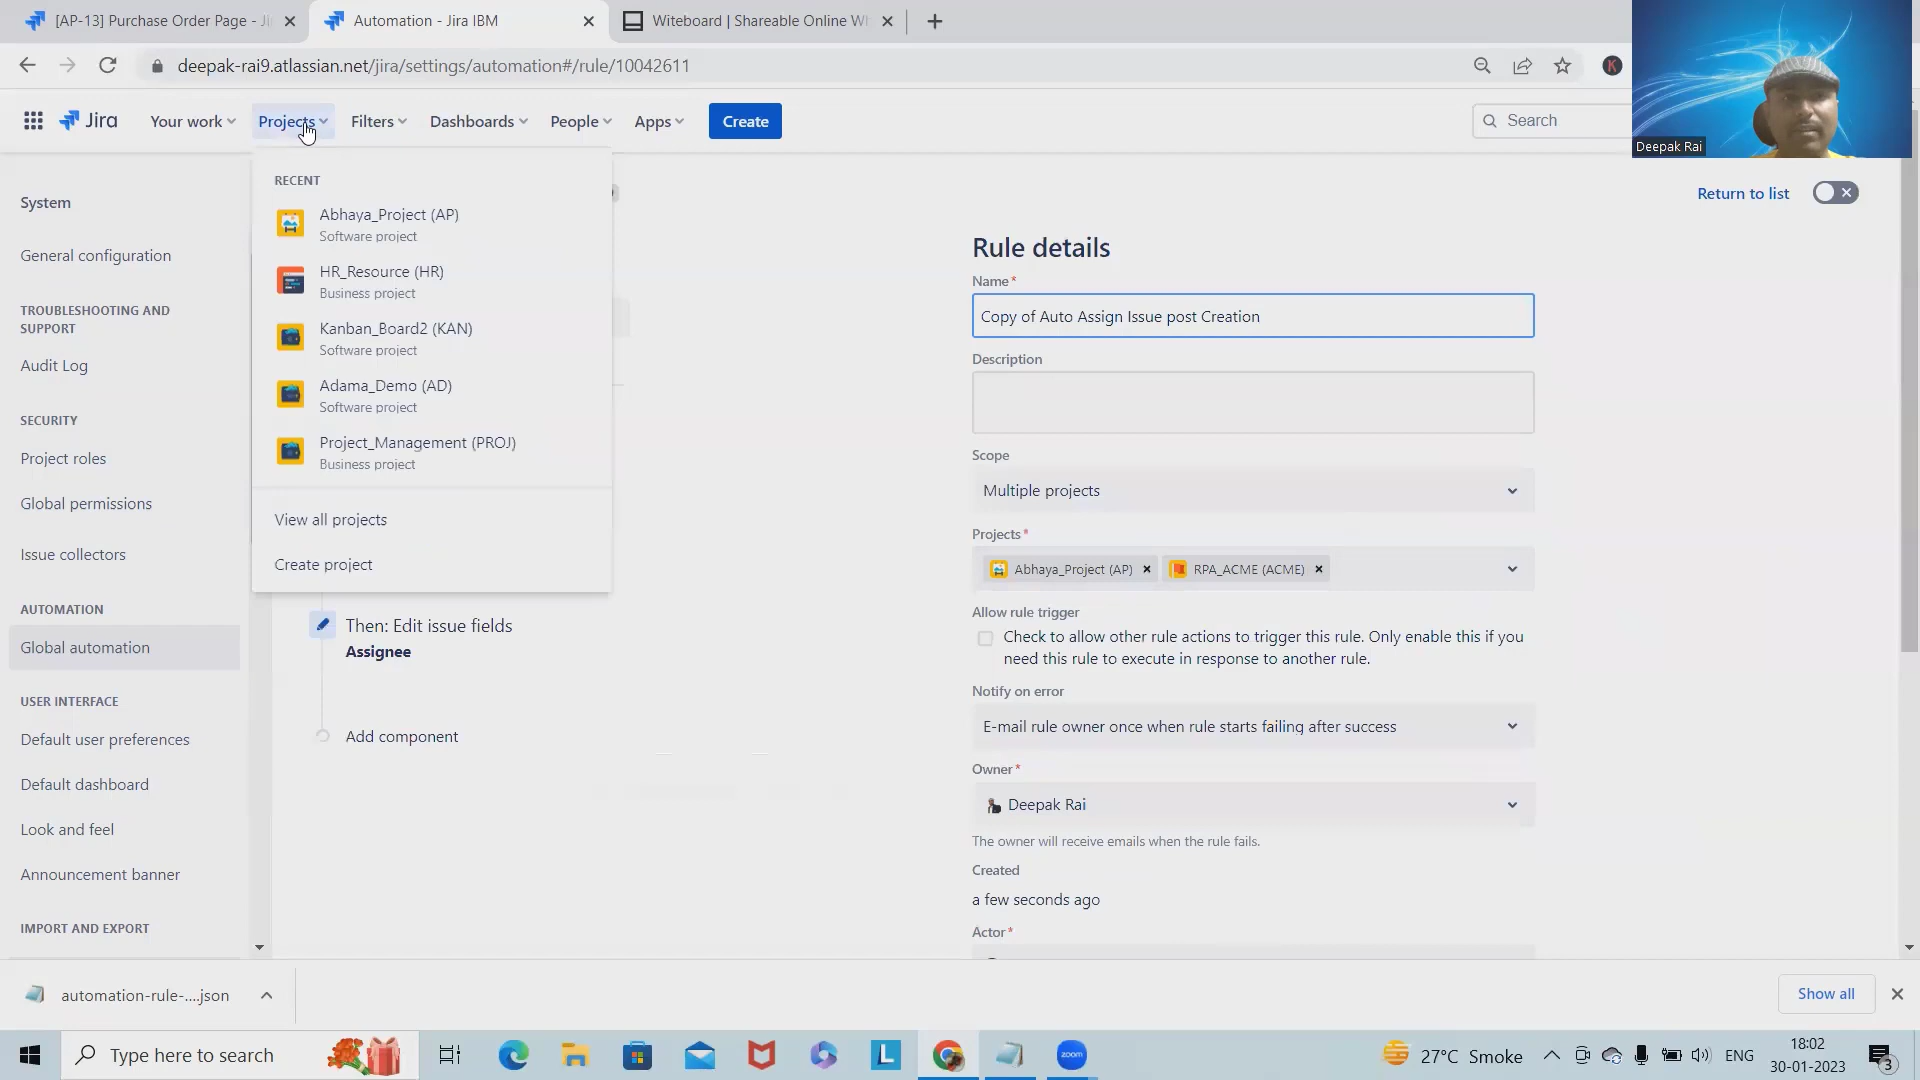 [AP-13] Purchase Order Page - Ji
Automation - Jira IBM
Witeboard | Shareable Online Wh
deepak-rai9.atlassian.net/jira/settings/automation#/rule/10042611
K
Deepak Rai
Jira
Your work
Projects
Filters
Dashboards
People
Apps
Create
Search
System
General configuration
TROUBLESHOOTING AND
SUPPORT
Audit Log
SECURITY
Project roles
Global permissions
Issue collectors
AUTOMATION
Global automation
USER INTERFACE
Default user preferences
Default dashboard
Look and feel
Announcement banner
IMPORT AND EXPORT
RECENT
Abhaya_Project (AP)
Software project
HR_Resource (HR)
Business project
Kanban_Board2 (KAN)
Software project
Adama_Demo (AD)
Software project
Project_Management (PROJ)
Business project
View all projects
Create project
Then: Edit issue fields
Assignee
Add component
Return to list
Rule details
Name*
Copy of Auto Assign Issue post Creation
Description
Scope
Multiple projects
Projects*
Abhaya_Project (AP)
RPA_ACME (ACME)
Allow rule trigger
Check to allow other rule actions to trigger this rule. Only enable this if you
need this rule to execute in response to another rule.
Notify on error
E-mail rule owner once when rule starts failing after success
Owner*
Deepak Rai
The owner will receive emails when the rule fails.
Created
a few seconds ago
Actor*
automation-rule-....json
Show all
Type here to search
L
zoom
27°C Smoke
ENG
18:02
30-01-2023
3